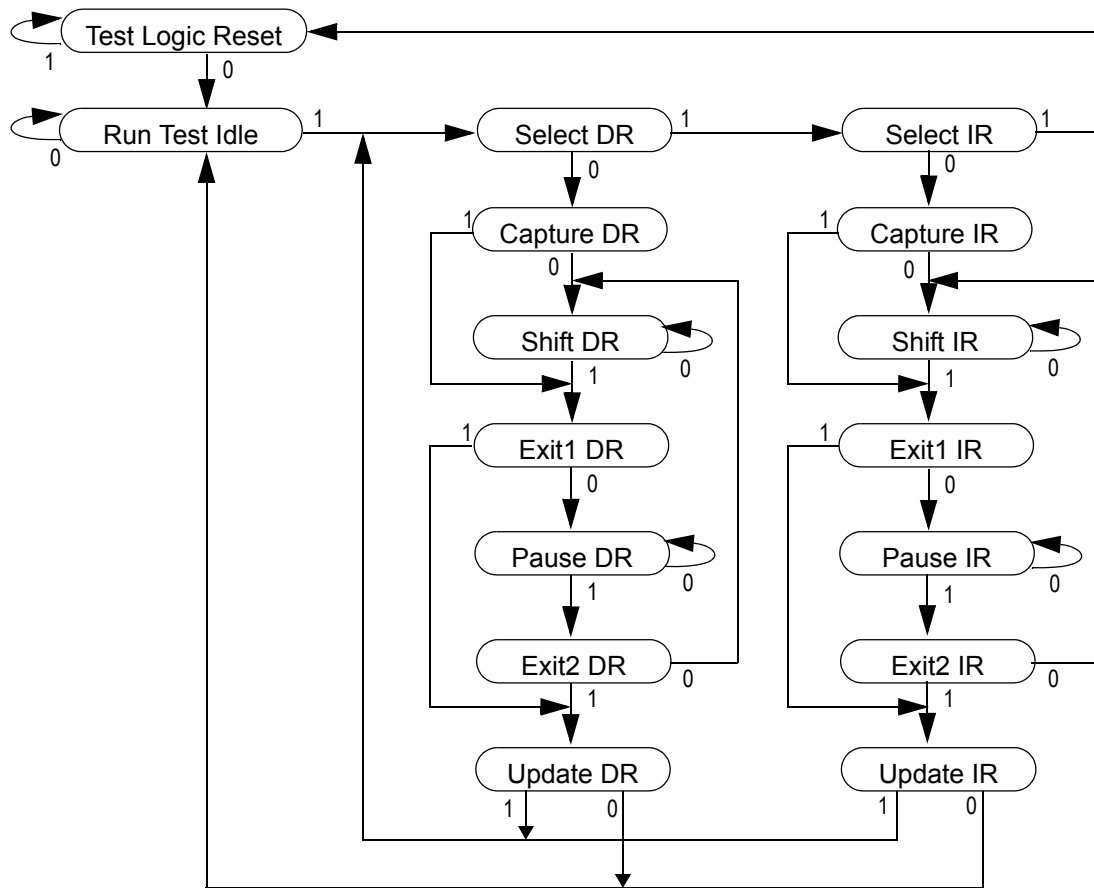 Test Logic Reset
1
0
Run Test Idle
1
Select DR
1
Select IR
1
0
0
0
1
Capture DR
1
Capture IR
0
0
Shift DR
0
Shift IR
0
1
1
1
Exit1 DR
1
Exit1 IR
0
0
Pause DR
0
Pause IR
0
1
1
Exit2 DR
0
Exit2 IR
0
1
1
Update DR
Update IR
1
0
1
0